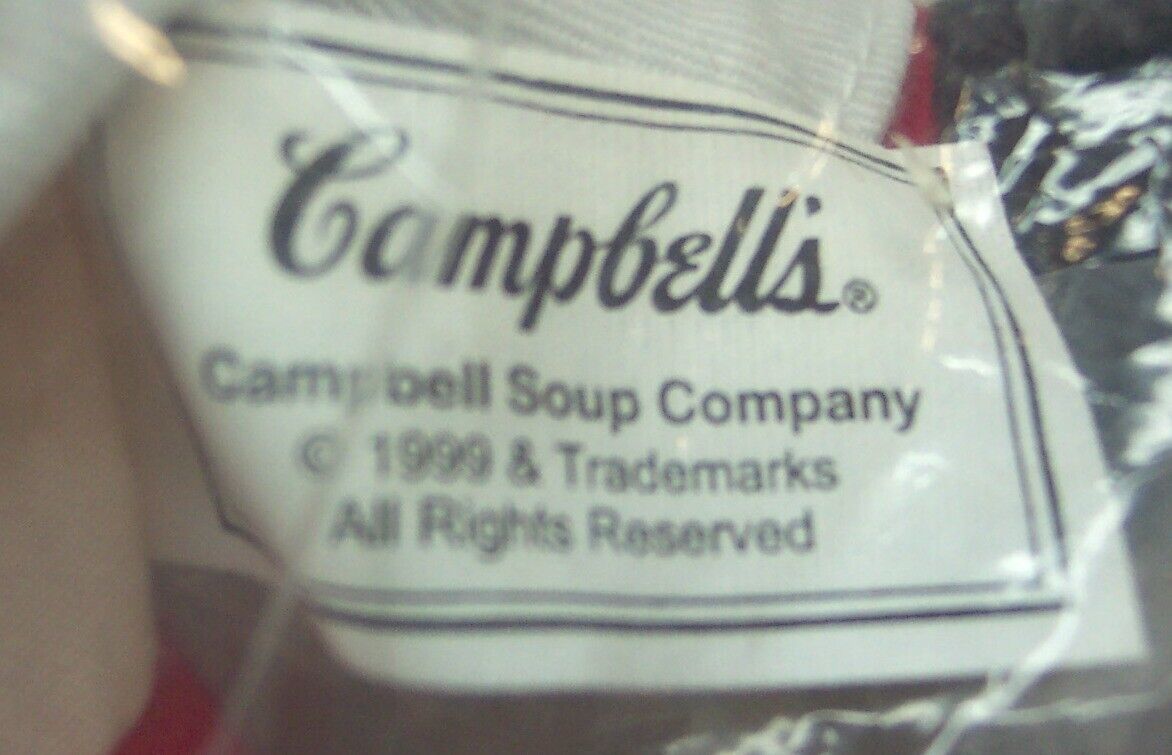 Campbell's®
Campbell Soup Company
© 1999 & Trademarks
All Rights Reserved